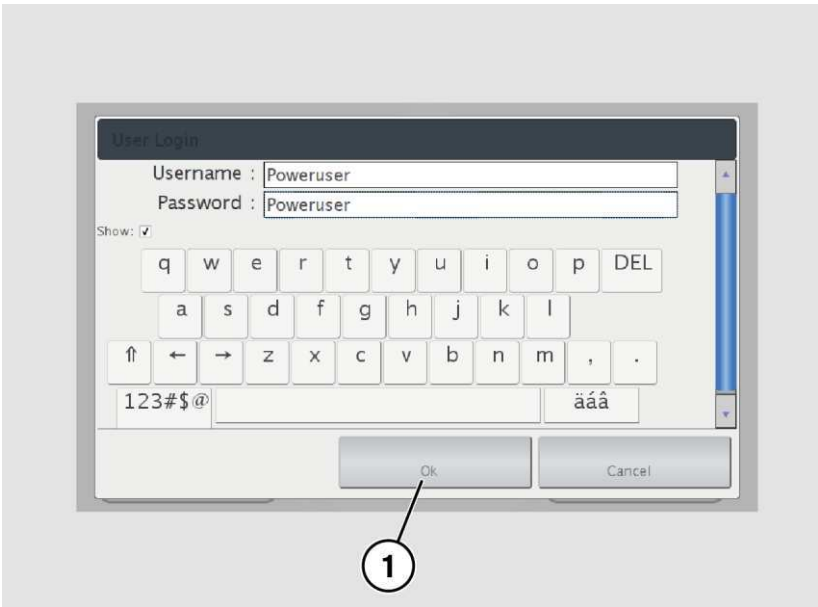 User Login
Username : Poweruser
Password : Poweruser
Show:
q w e r t y u i o p DEL
a s d f g h j k l
⇑ ← → z x c v b n m , .
123#$@ äáâ
Ok Cancel
1